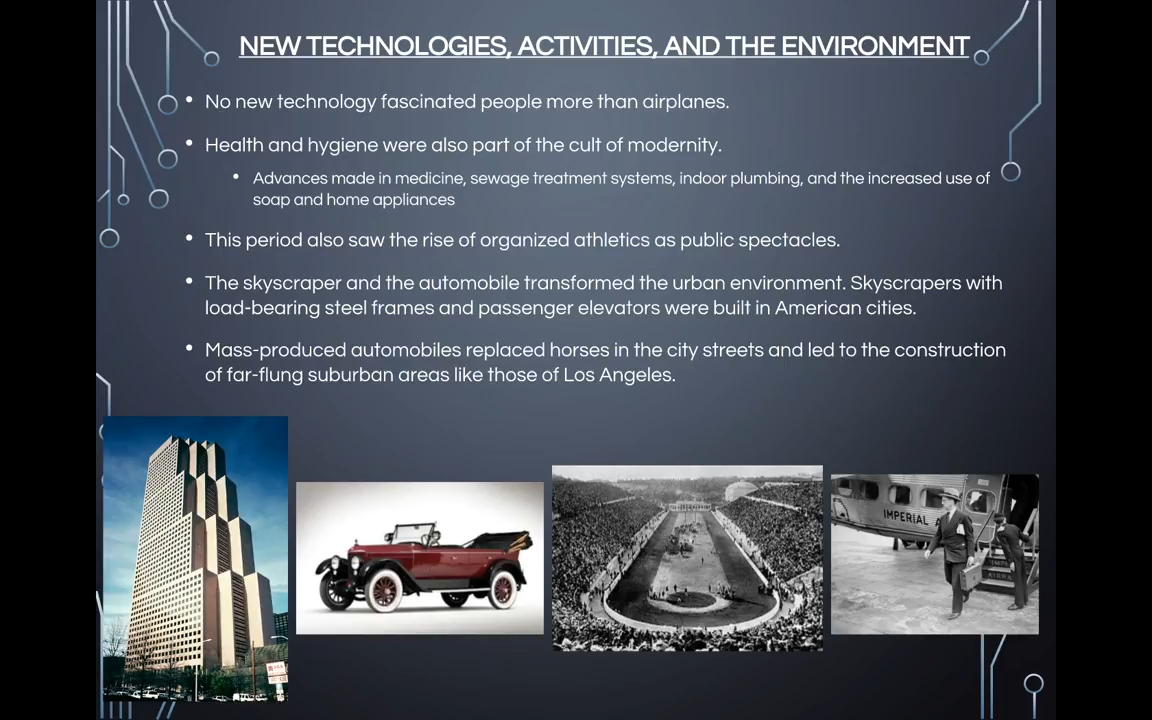 NEW TECHNOLOGIES, ACTIVITIES, AND THE ENVIRONMENT
• No new technology fascinated people more than airplanes.
• Health and hygiene were also part of the cult of modernity.
• Advances made in medicine, sewage treatment systems, indoor plumbing, and the increased use of
soap and home appliances
• This period also saw the rise of organized athletics as public spectacles.
• The skyscraper and the automobile transformed the urban environment. Skyscrapers with
load-bearing steel frames and passenger elevators were built in American cities.
• Mass-produced automobiles replaced horses in the city streets and led to the construction
of far-flung suburban areas like those of Los Angeles.
IMPERIAL A